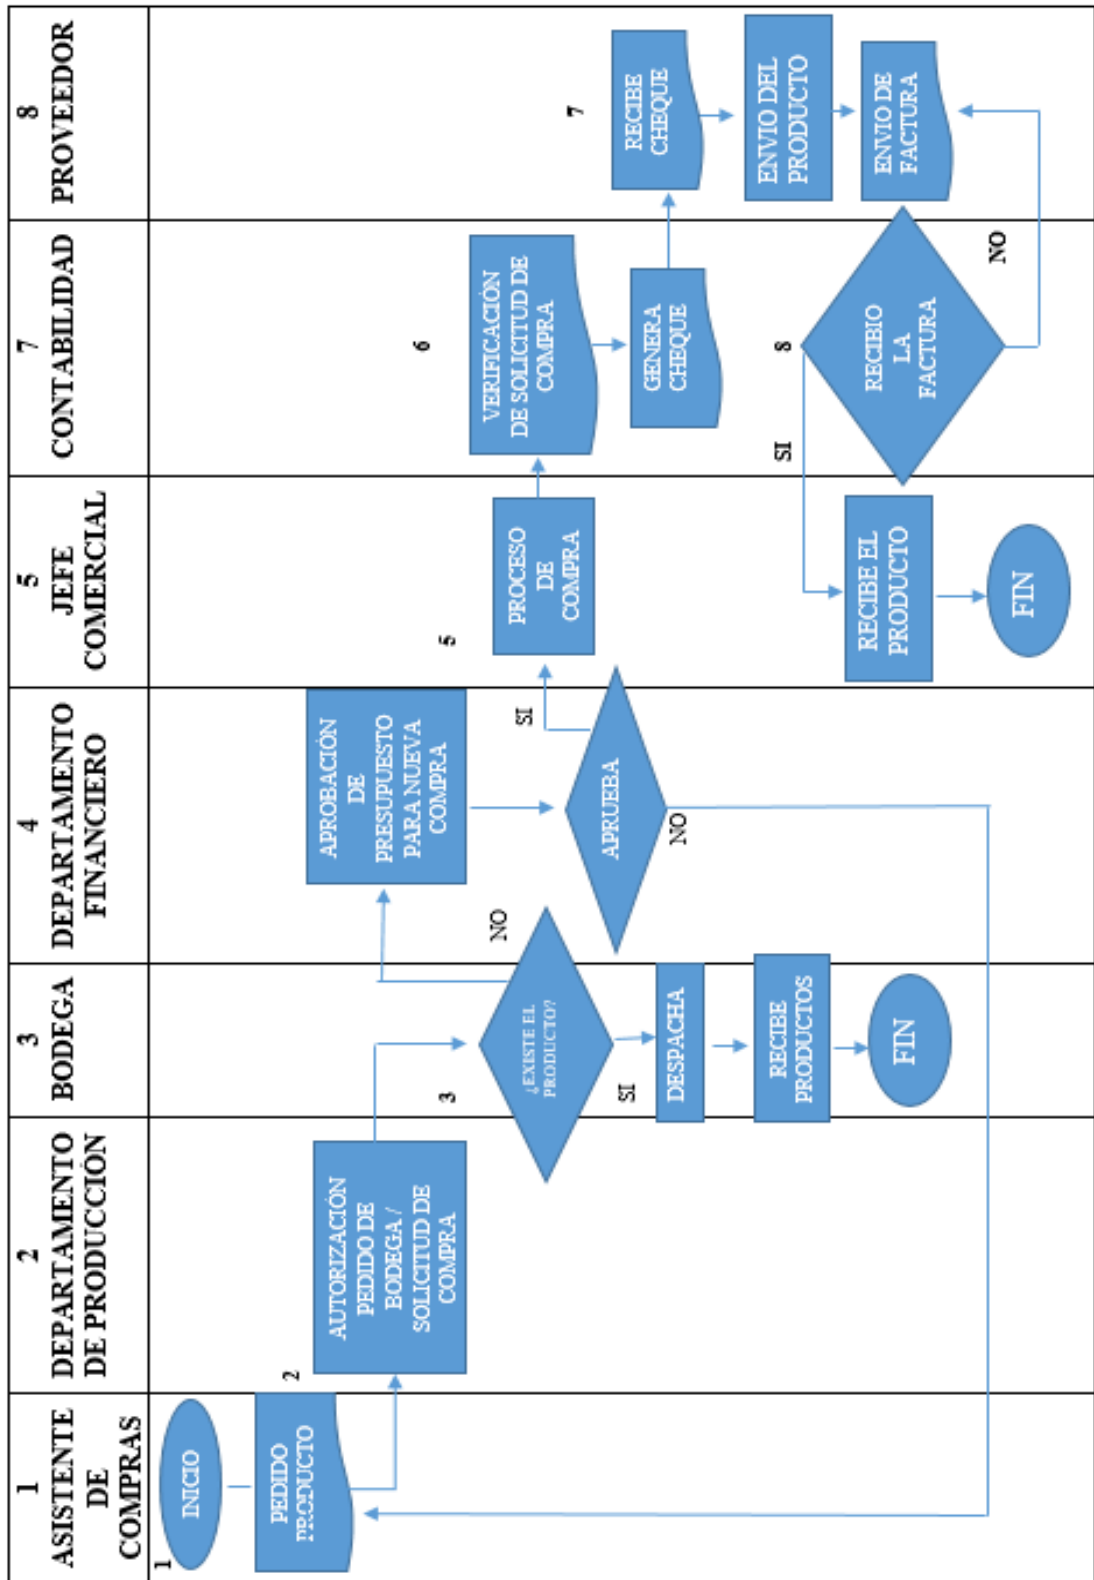 1
ASISTENTE
DE
COMPRAS
2
DEPARTAMENTO
DE PRODUCCIÓN
3
BODEGA
4
DEPARTAMENTO
FINANCIERO
5
JEFE
COMERCIAL
7
CONTABILIDAD
8
PROVEEDOR
1
INICIO
PEDIDO
PRODUCTO
2
AUTORIZACIÓN
PEDIDO DE
BODEGA /
SOLICITUD DE
COMPRA
3
¿EXISTE EL
PRODUCTO?
NO
SI
DESPACHA
RECIBE
PRODUCTOS
FIN
APROBACIÓN
DE
PRESUPUESTO
PARA NUEVA
COMPRA
APRUEBA
SI
NO
5
PROCESO
DE
COMPRA
6
VERIFICACIÓN
DE SOLICITUD DE
COMPRA
GENERA
CHEQUE
7
RECIBE
CHEQUE
ENVIO DEL
PRODUCTO
ENVIO DE
FACTURA
8
RECIBIO
LA
FACTURA
NO
SI
RECIBE EL
PRODUCTO
FIN